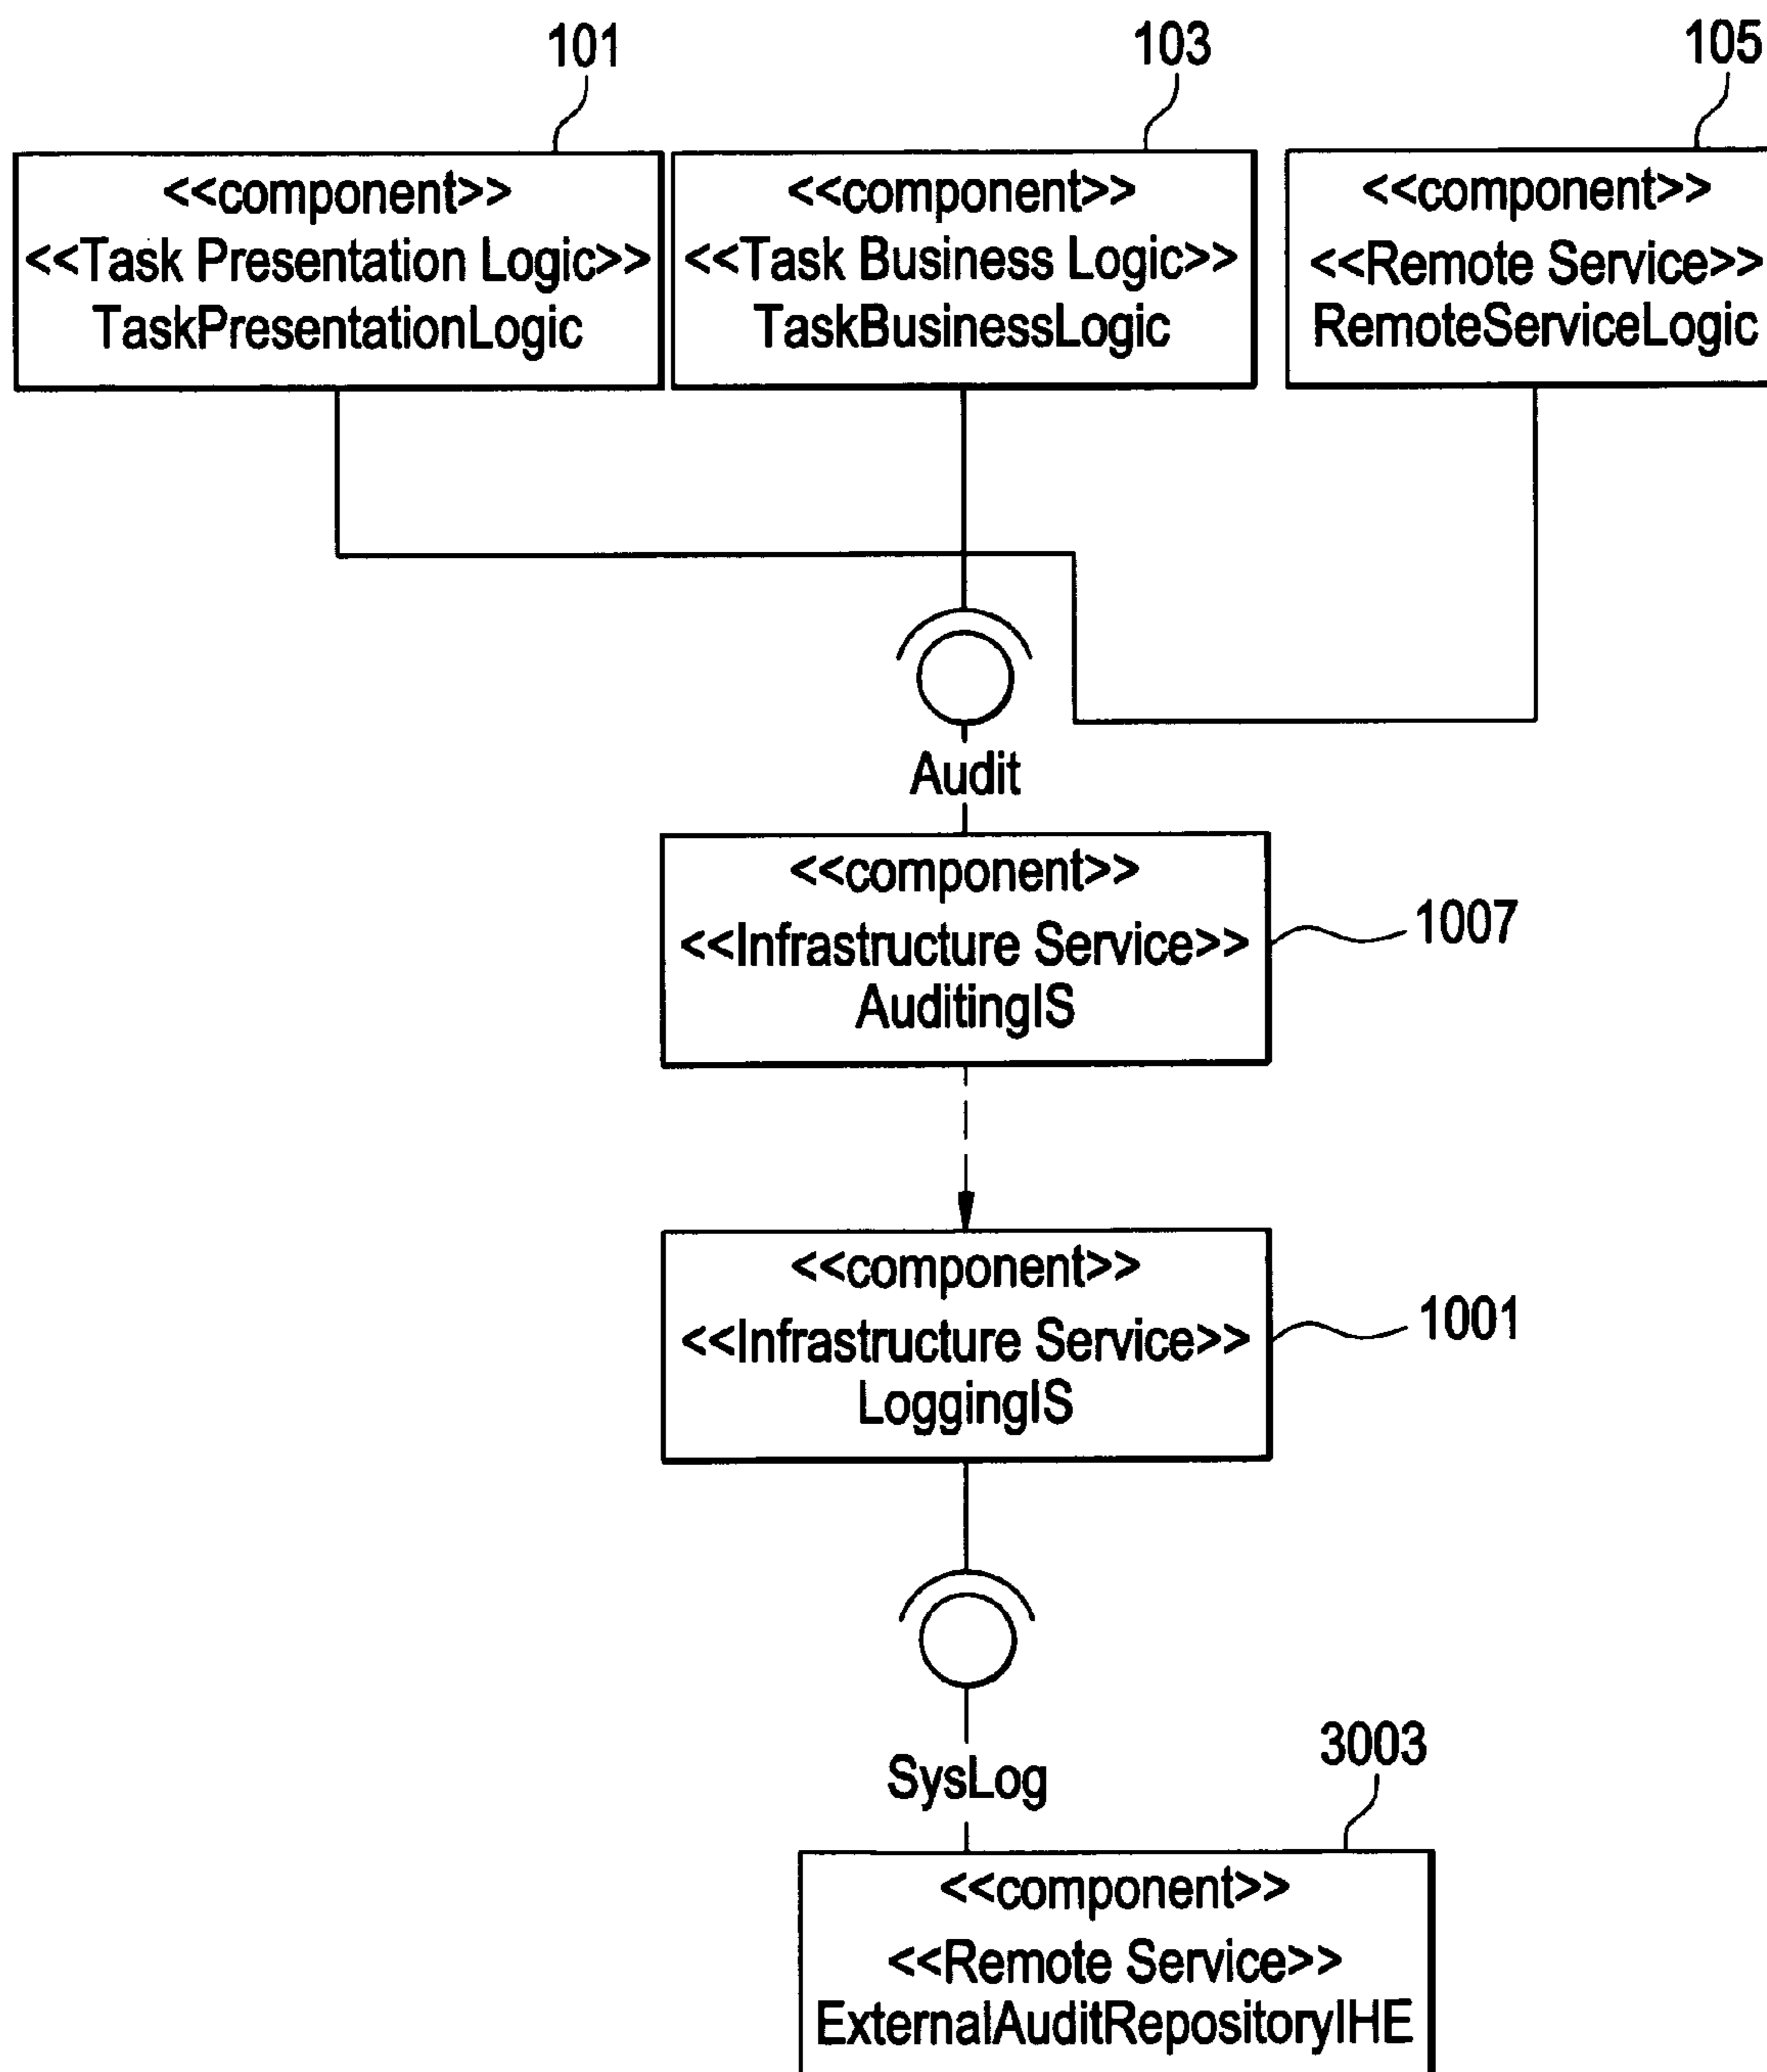 101
103
105
<<component>>
<<Task Presentation Logic>>
TaskPresentationLogic
<<component>>
<<Task Business Logic>>
TaskBusinessLogic
<<component>>
<<Remote Service>>
RemoteServiceLogic
Audit
<<component>>
<<Infrastructure Service>>
AuditingIS
1007
<<component>>
<<Infrastructure Service>>
LoggingIS
1001
SysLog
3003
<<component>>
<<Remote Service>>
ExternalAuditRepositoryIHE